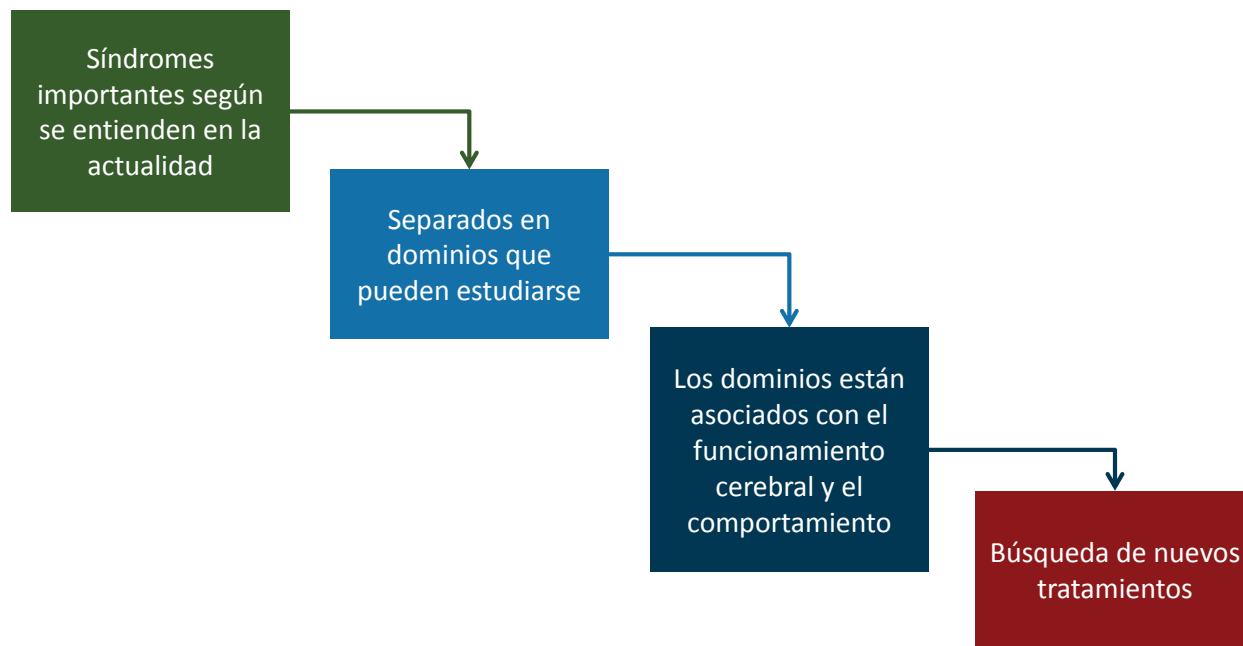 Síndromes
importantes según
se entienden en la
actualidad
Separados en
dominios que
pueden estudiarse
Los dominios están
asociados con el
funcionamiento
cerebral y el
comportamiento
Búsqueda de nuevos
tratamientos